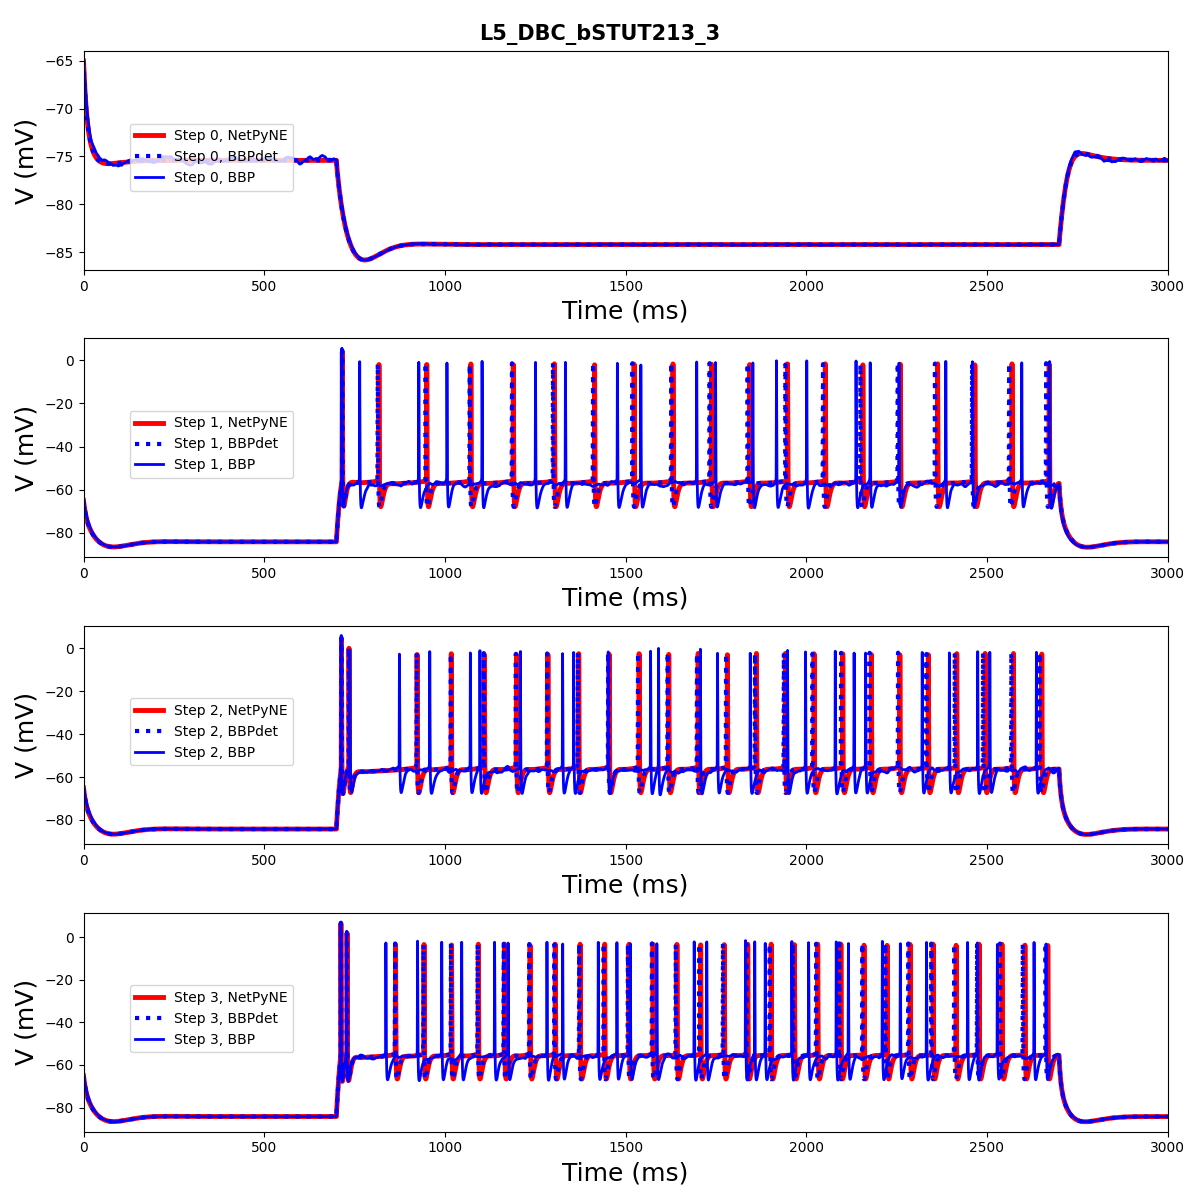 L5_DBC_bSTUT213_3
−65
−70
−75
−80
−85
V (mV)
Step 0, NetPyNE
Step 0, BBPdet
Step 0, BBP
0 500 1000 1500 2000 2500 3000
Time (ms)
0
−20
−40
−60
−80
V (mV)
Step 1, NetPyNE
Step 1, BBPdet
Step 1, BBP
0 500 1000 1500 2000 2500 3000
Time (ms)
0
−20
−40
−60
−80
V (mV)
Step 2, NetPyNE
Step 2, BBPdet
Step 2, BBP
0 500 1000 1500 2000 2500 3000
Time (ms)
0
−20
−40
−60
−80
V (mV)
Step 3, NetPyNE
Step 3, BBPdet
Step 3, BBP
0 500 1000 1500 2000 2500 3000
Time (ms)